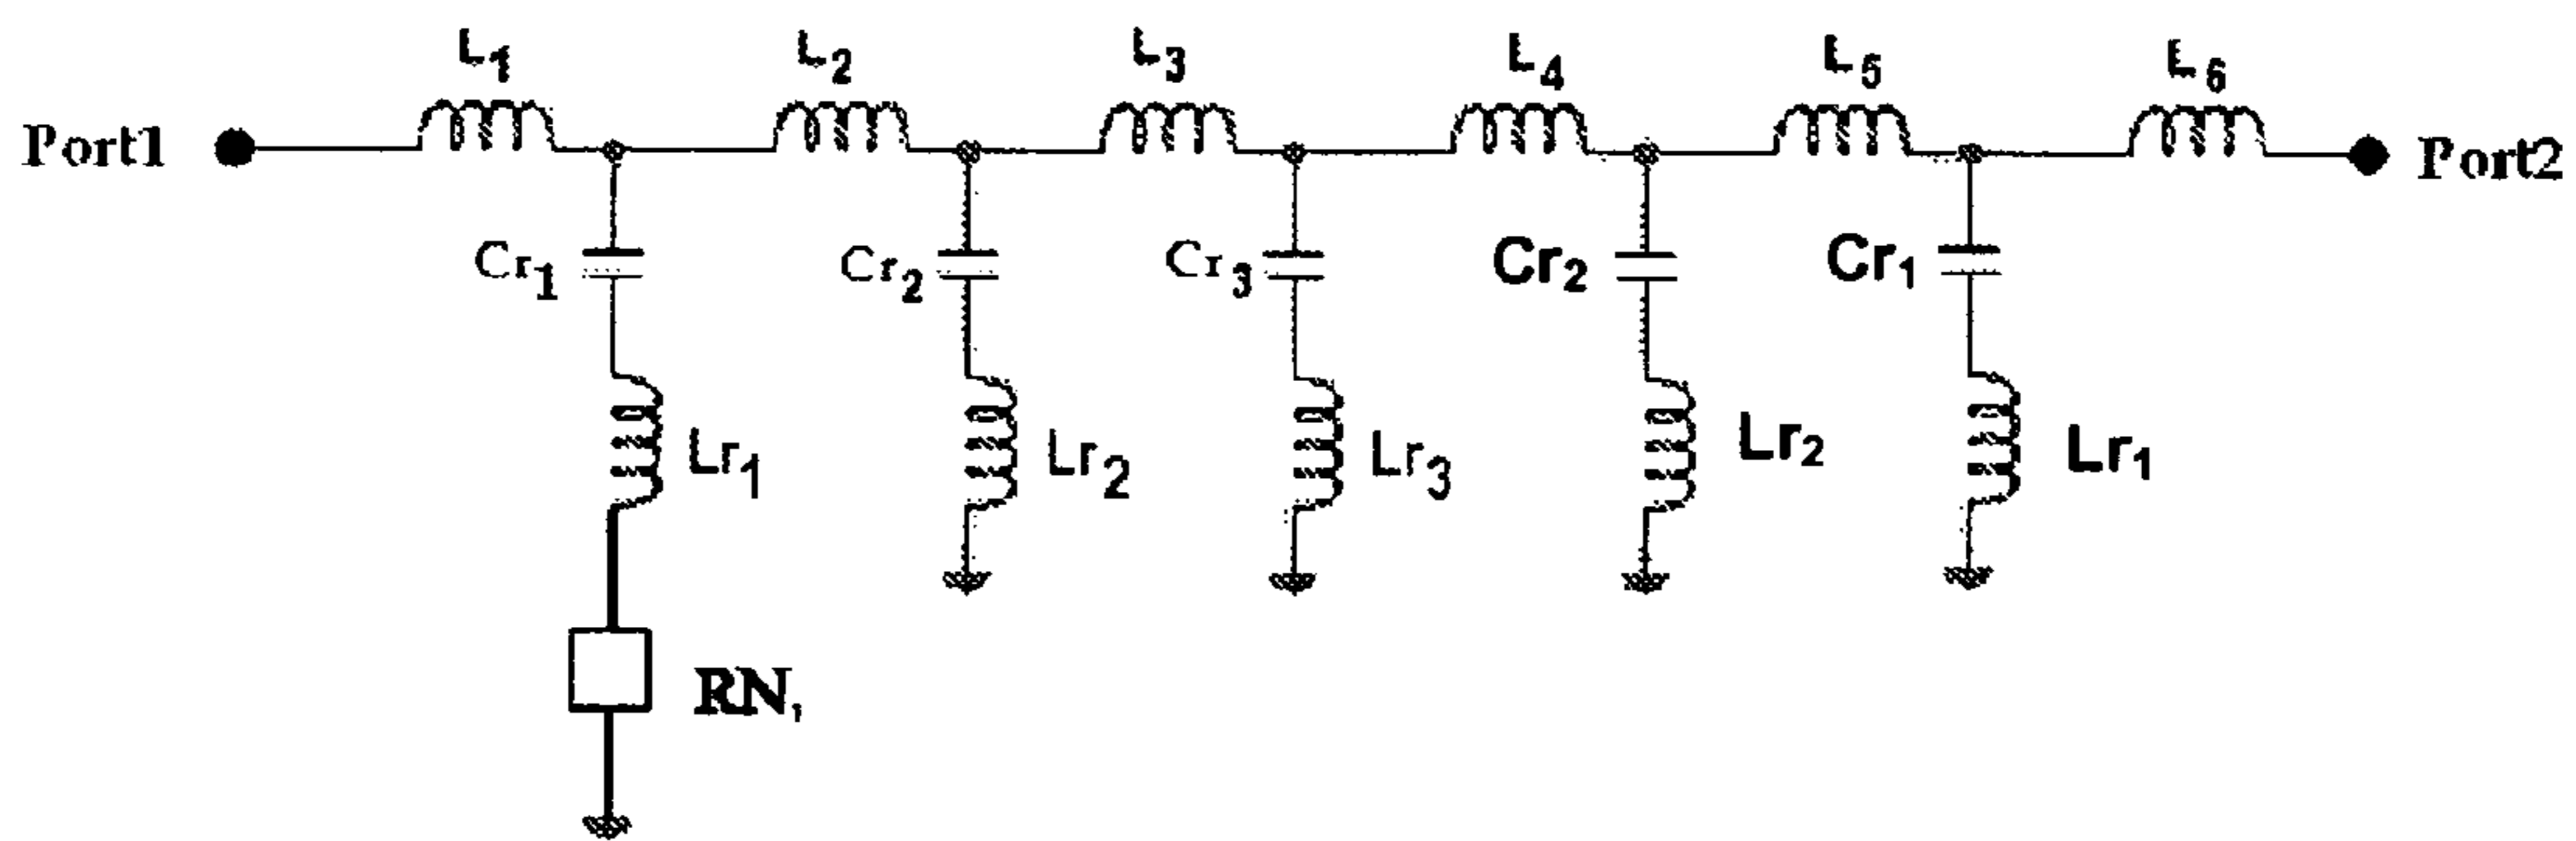 L1 L2 L3 L4 L5 L6
Port1 Port2
Cr1 Cr2 Cr3 Cr2 Cr1
Lr1 Lr2 Lr3 Lr2 Lr1
RN1